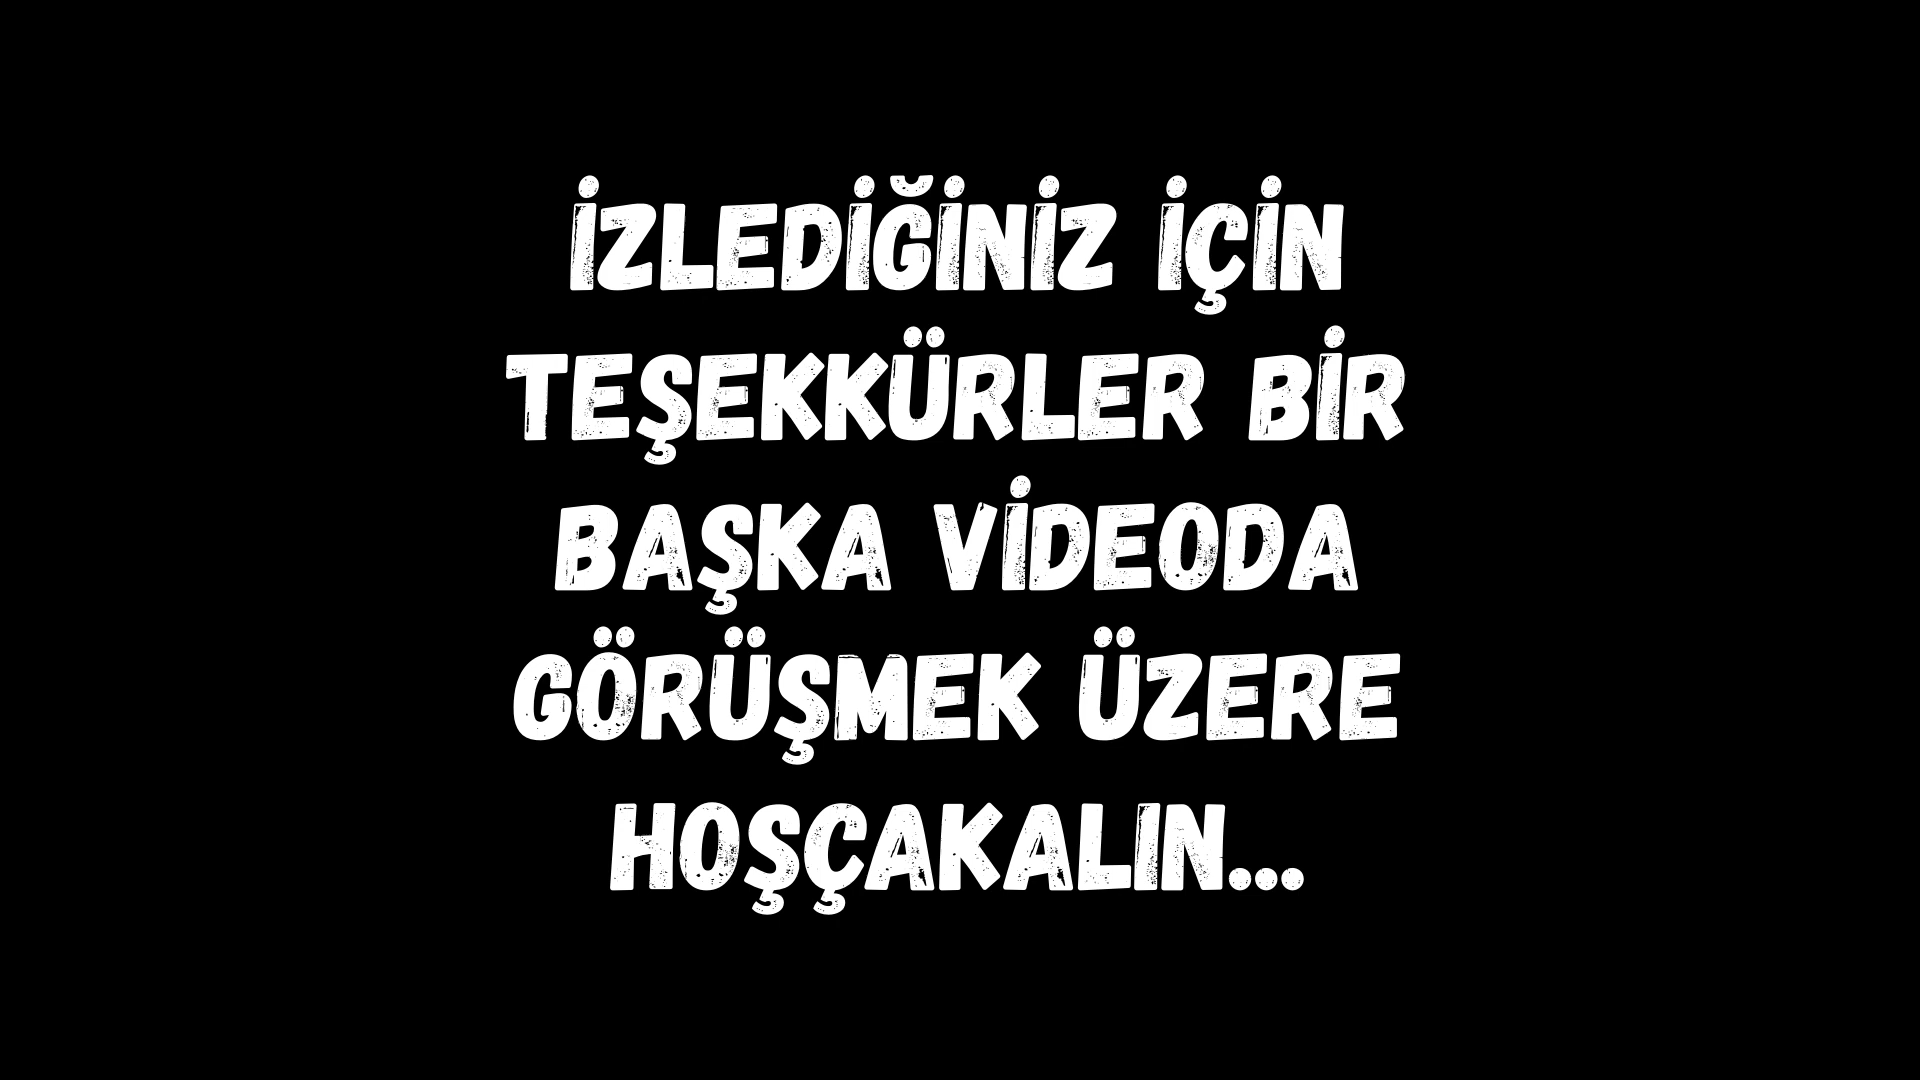 İZLEDİĞİNİZ İÇİN
TEŞEKKÜRLER BİR
BAŞKA VİDEODA
GÖRÜŞMEK ÜZERE
HOŞÇAKALIN...